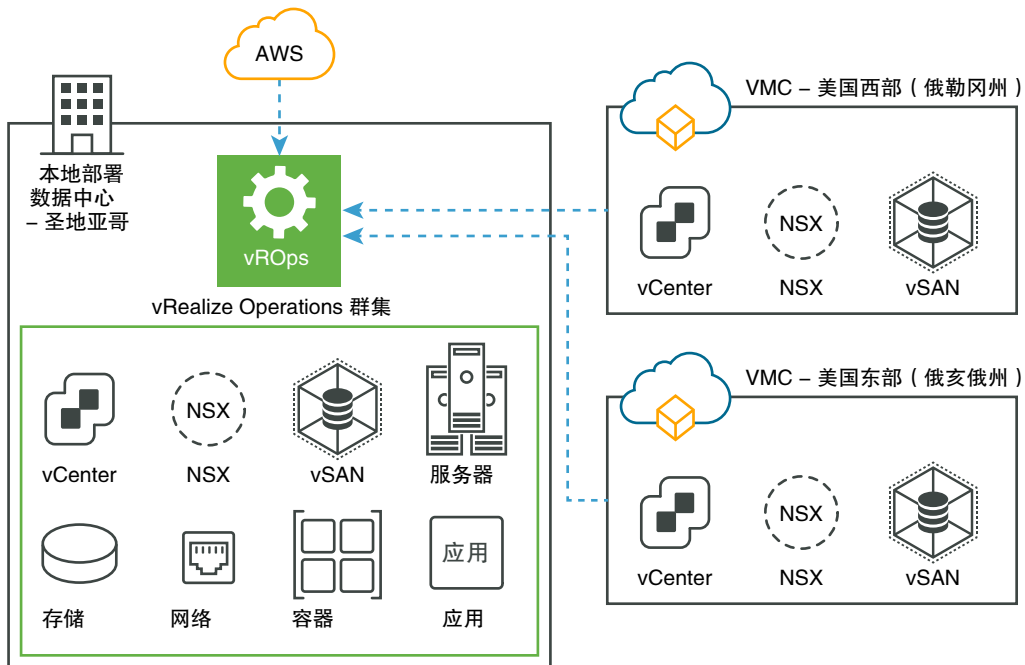 AWS
本地部署
数据中心
– 圣地亚哥
vROps
vRealize Operations 群集
vCenter
NSX
NSX
vSAN
服务器
存储
网络
容器
应用
应用
VMC – 美国西部（俄勒冈州）
vCenter
NSX
NSX
vSAN
VMC – 美国东部（俄亥俄州）
vCenter
NSX
NSX
vSAN